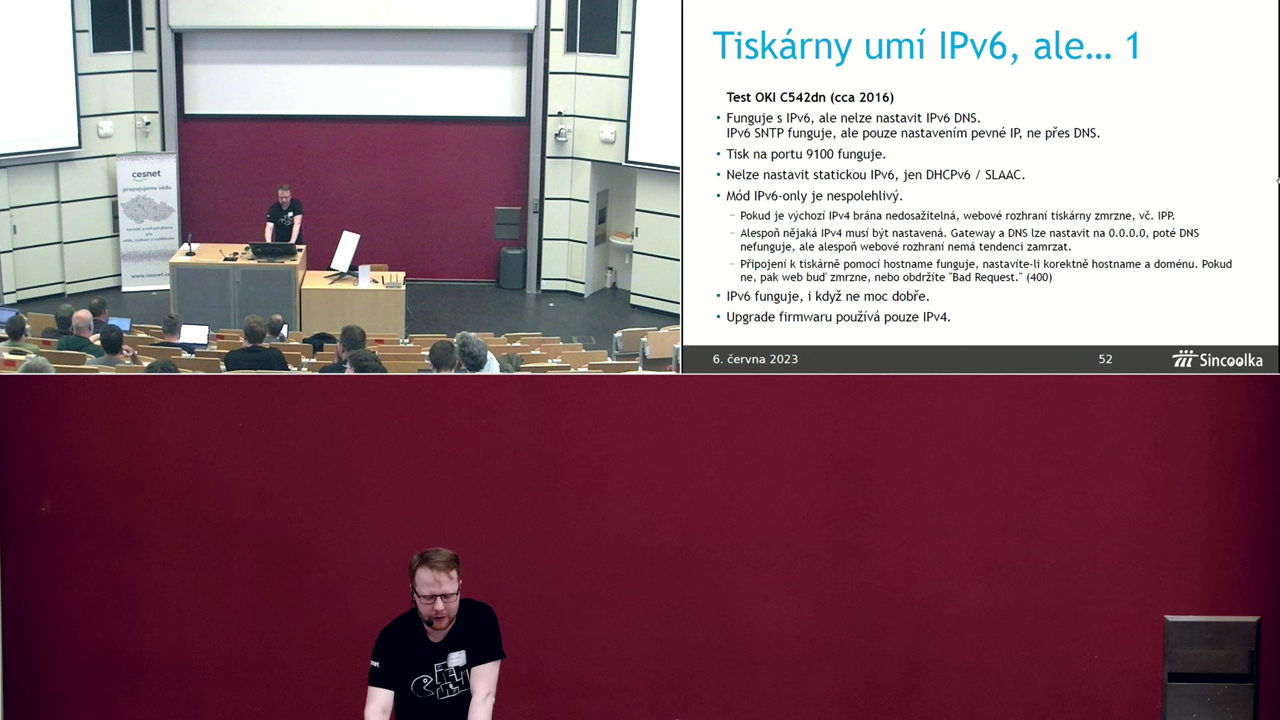 cesnet
propojujeme vědu
www.cesnet.cz
Tiskárny umí IPv6, ale… 1
Test OKI C542dn (cca 2016)
• Funguje s IPv6, ale nelze nastavit IPv6 DNS.
IPv6 SNTP funguje, ale pouze nastavením pevné IP, ne přes DNS.
• Tisk na portu 9100 funguje.
• Nelze nastavit statickou IPv6, jen DHCPv6 / SLAAC.
• Mód IPv6-only je nespolehlivý.
– Pokud je výchozí IPv4 brána nedosažitelná, webové rozhraní tiskárny zmrzne, vč. IPP.
– Alespoň nějaká IPv4 musí být nastavená. Gateway a DNS lze nastavit na 0.0.0.0, poté DNS
nefunguje, ale alespoň webové rozhraní nemá tendenci zamrzat.
– Připojení k tiskárně pomocí hostname funguje, nastavíte-li korektně hostname a doménu. Pokud
ne, pak web buď zmrzne, nebo obdržíte "Bad Request." (400)
• IPv6 funguje, i když ne moc dobře.
• Upgrade firmwaru používá pouze IPv4.
6. června 2023
52
Sincoolka